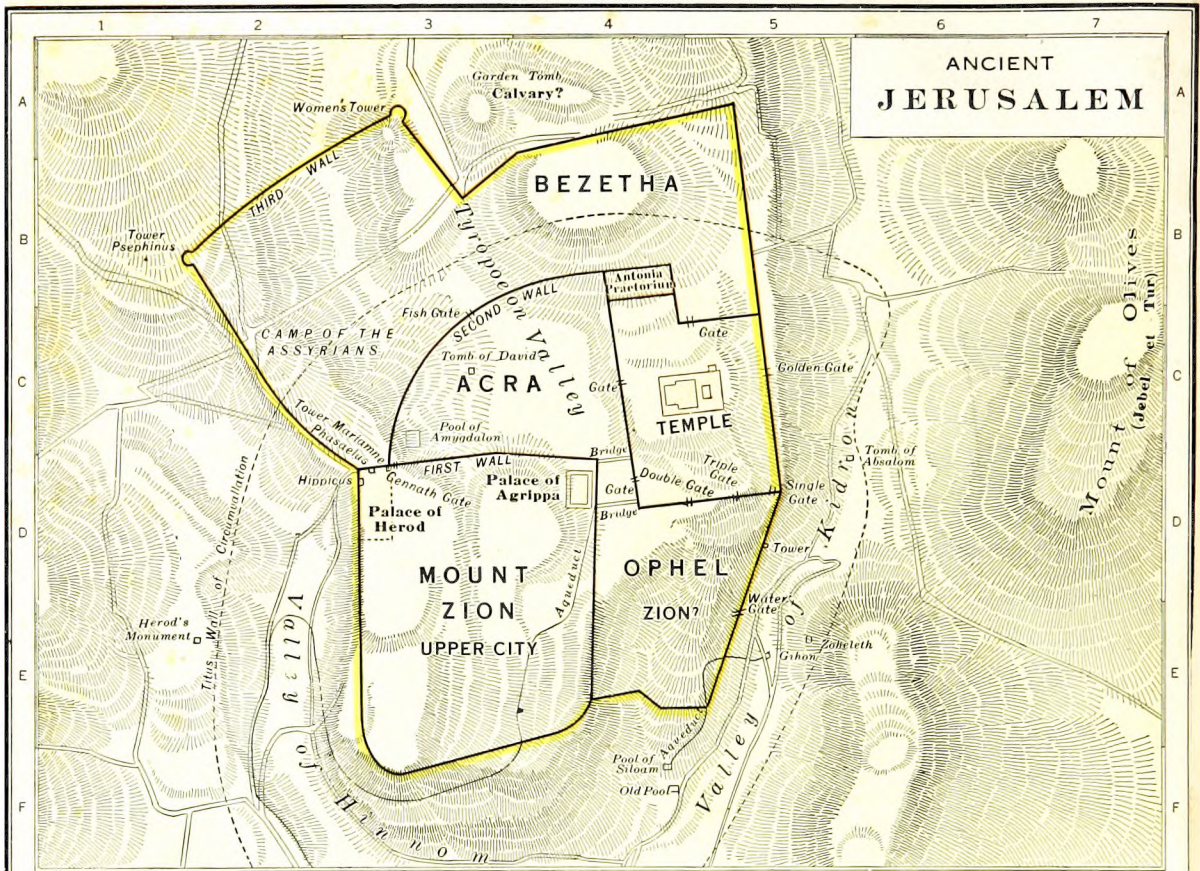 1 2 3 4 5 6 7
ANCIENT
JERUSALEM
A
A
Garden Tomb
Calvary?
Women's Tower
THIRD WALL
BEZETHA
B
B
Tower
Psephinus
Tyropoeon Valley
Antonia
Praetorium
Fish Gate
SECOND WALL
Gate
CAMP OF THE
ASSYRIANS
Tomb of David
ACRA
C
C
Gate
Golden Gate
TEMPLE
Mount of Olives
(Jebel et Tur)
Tower Mariamne
Phasaelus
Pool of
Amygdalon
Bridge
Tomb of
Absalom
FIRST WALL
Hippicus
Gennath Gate
Palace of
Agrippa
Gate
Double Gate
Triple
Gate
Single
Gate
Palace of
Herod
Bridge
D
D
Tower
Titus Wall of Circumvallation
MOUNT
ZION
UPPER CITY
Aqueduct
OPHEL
ZION?
Water
Gate
Herod's
Monument
Gihon
Zoheleth
E
E
Valley of Hinnom
Valley of Kidron
Aqueduct
Pool of
Siloam
Old Pool
F
F